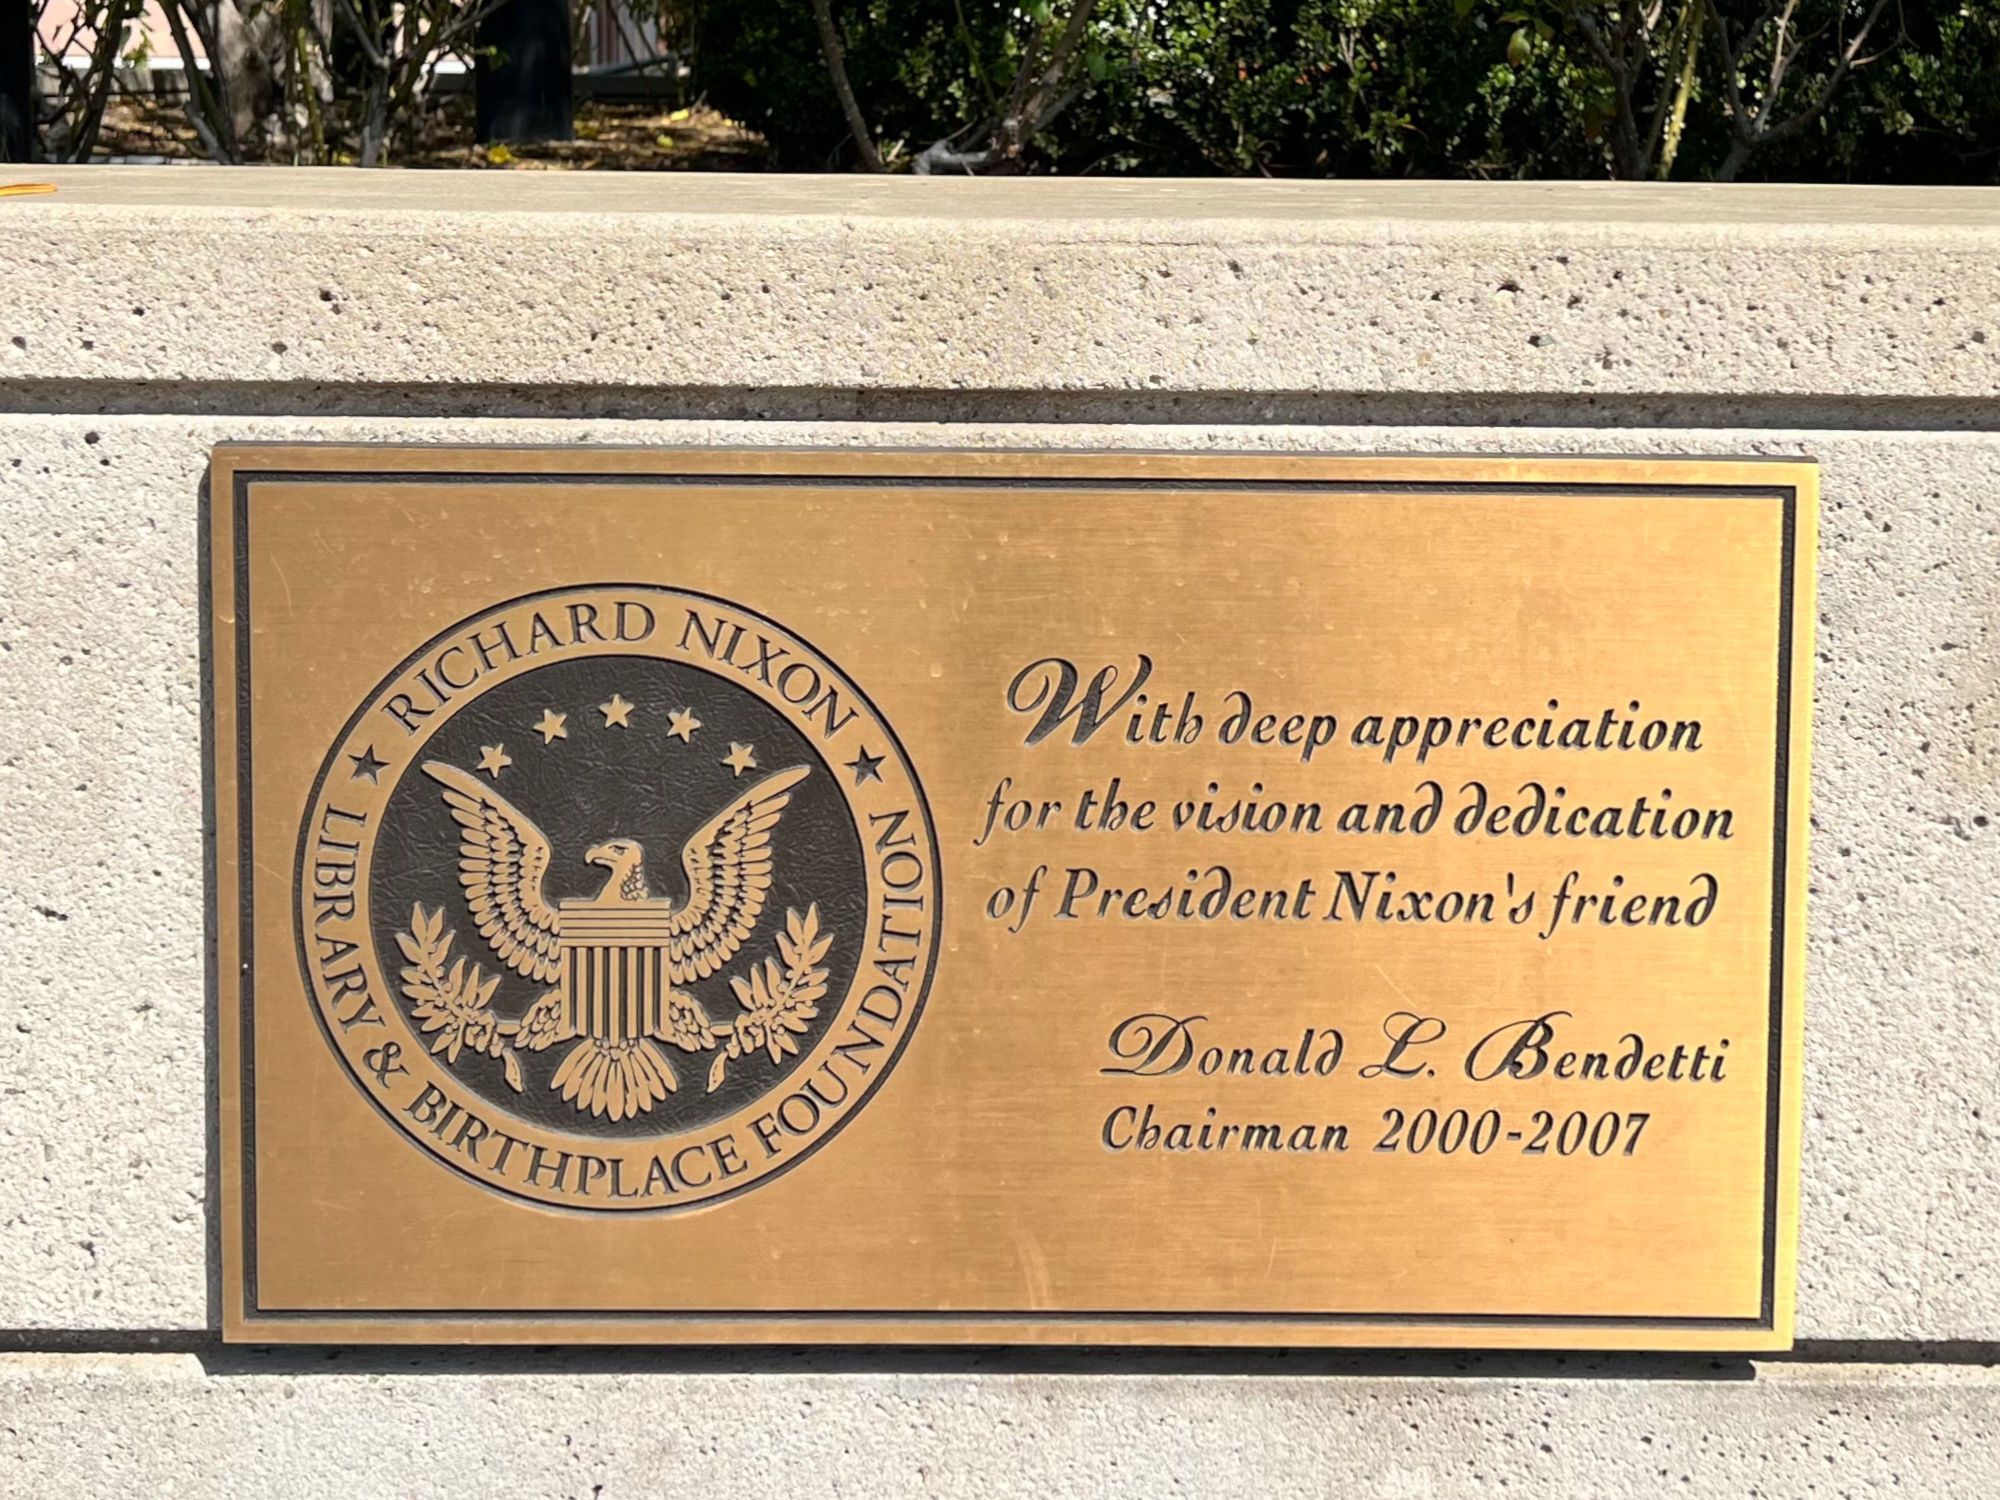 RICHARD NIXON
LIBRARY & BIRTHPLACE FOUNDATION
With deep appreciation
for the vision and dedication
of President Nixon's friend
Donald L. Bendetti
Chairman 2000-2007